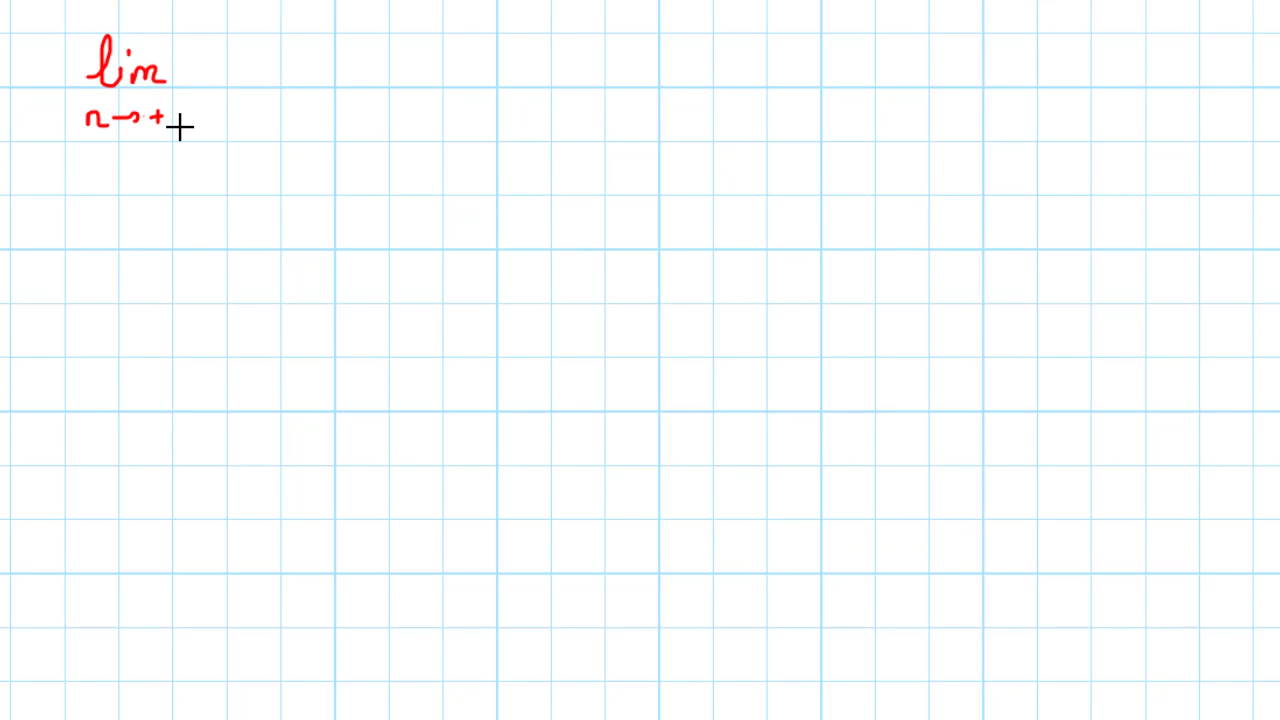 lim
n → +